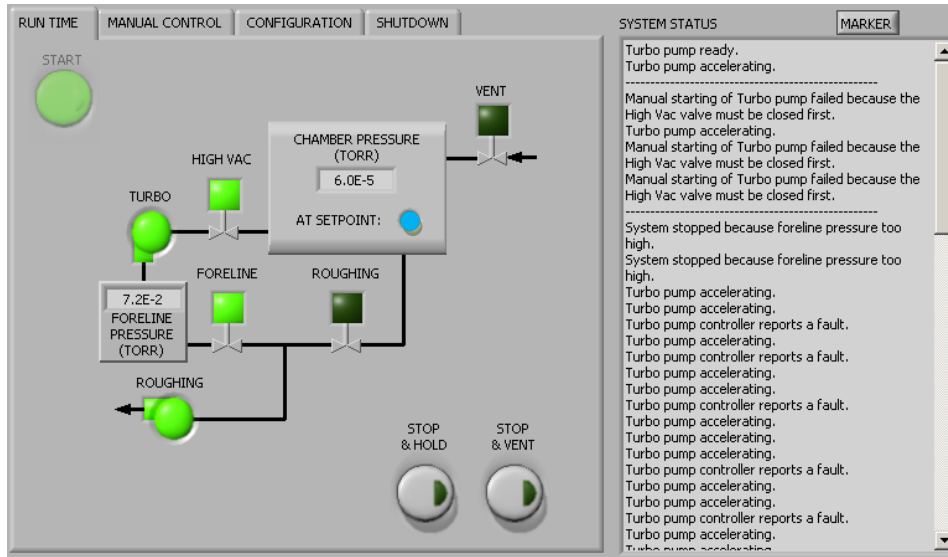 RUN TIME
MANUAL CONTROL
CONFIGURATION
SHUTDOWN
START
VENT
CHAMBER PRESSURE
(TORR)
6.0E-5
AT SETPOINT:
HIGH VAC
TURBO
FORELINE
ROUGHING
7.2E-2
FORELINE
PRESSURE
(TORR)
ROUGHING
STOP
& HOLD
STOP
& VENT
SYSTEM STATUS
MARKER
Turbo pump ready.
Turbo pump accelerating.
------------------------------------------------------------
Manual starting of Turbo pump failed because the
High Vac valve must be closed first.
Turbo pump accelerating.
Manual starting of Turbo pump failed because the
High Vac valve must be closed first.
Manual starting of Turbo pump failed because the
High Vac valve must be closed first.
------------------------------------------------------------
System stopped because foreline pressure too
high.
System stopped because foreline pressure too
high.
Turbo pump accelerating.
Turbo pump accelerating.
Turbo pump controller reports a fault.
Turbo pump accelerating.
Turbo pump controller reports a fault.
Turbo pump accelerating.
Turbo pump accelerating.
Turbo pump controller reports a fault.
Turbo pump accelerating.
Turbo pump accelerating.
Turbo pump accelerating.
Turbo pump controller reports a fault.
Turbo pump accelerating.
Turbo pump accelerating.
Turbo pump controller reports a fault.
Turbo pump accelerating.